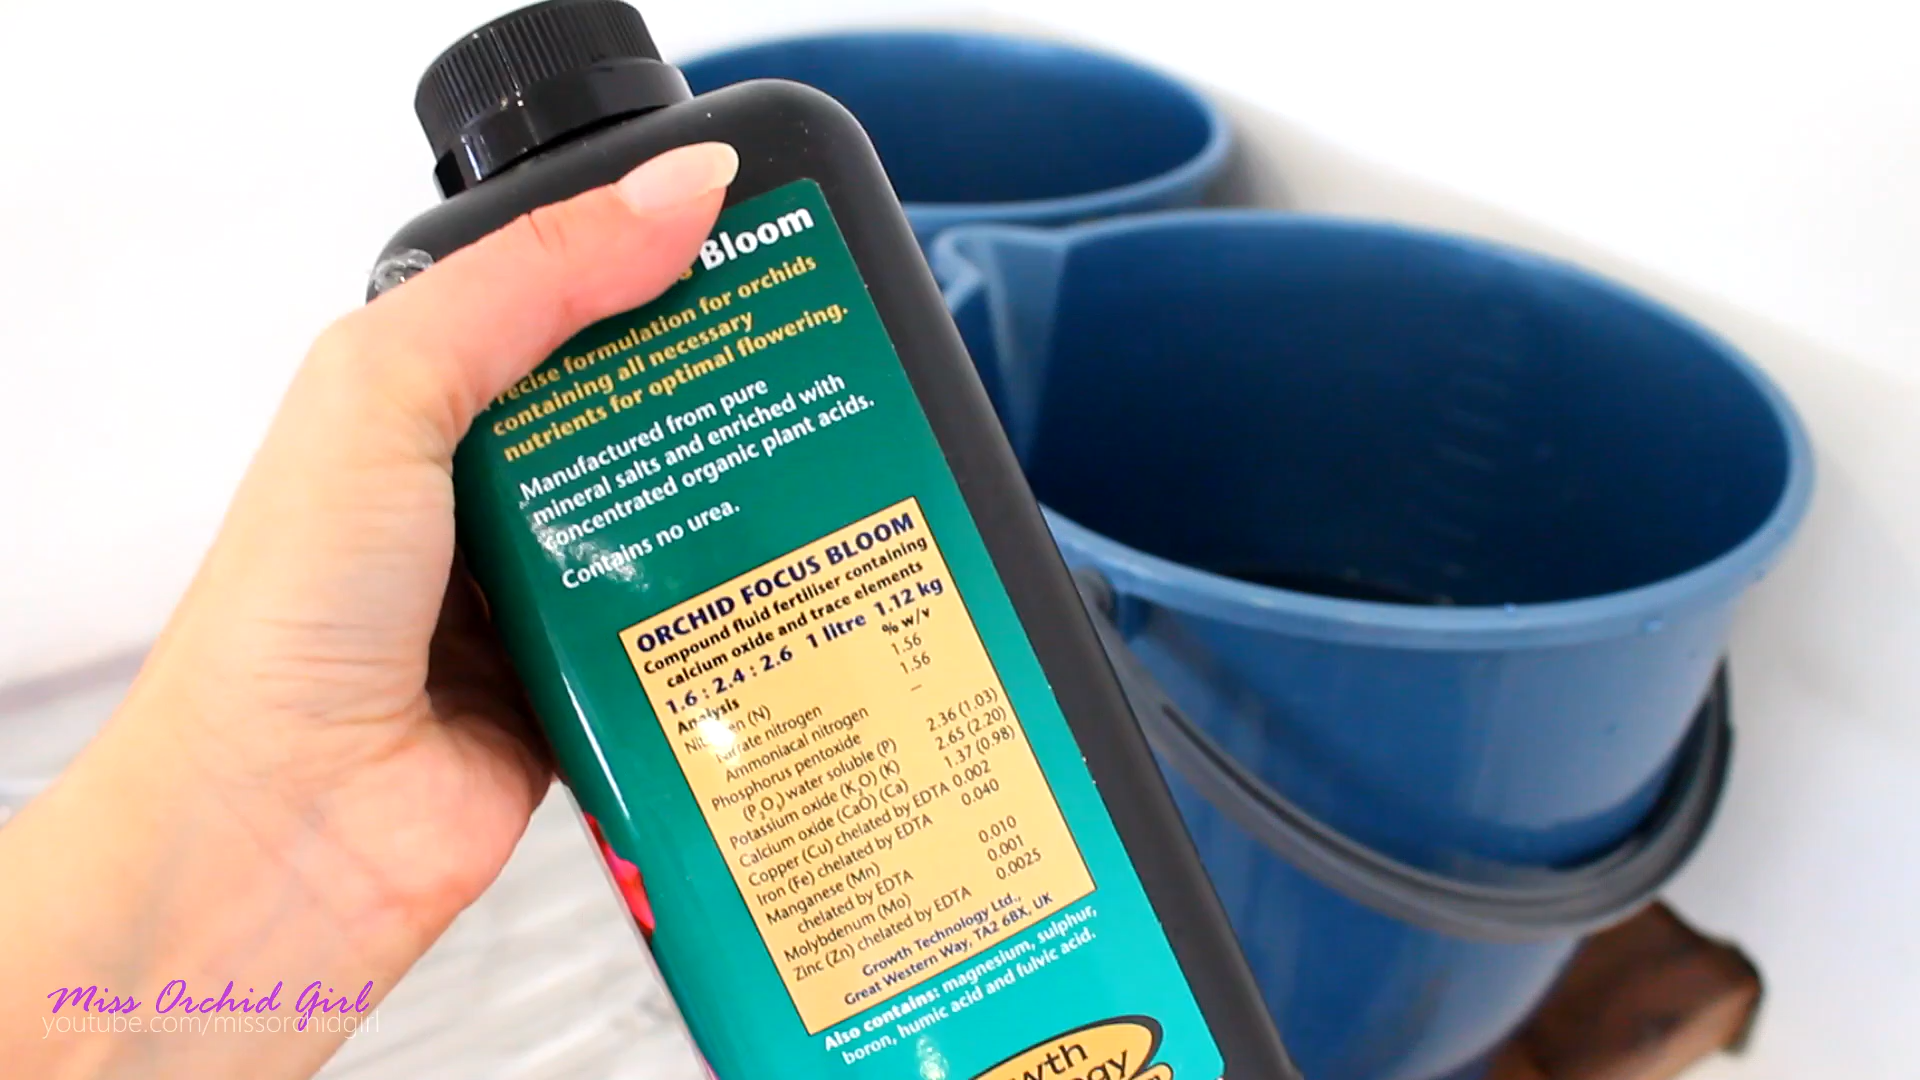 Bloom
formulation for orchids
containing all necessary
nutrients for optimal flowering.
Manufactured from pure
mineral salts and enriched with
concentrated organic plant acids.
Contains no urea.
ORCHID FOCUS BLOOM
Compound fluid fertiliser containing
calcium oxide and trace elements
1.6 : 2.4 : 2.6 1 litre 1.12 kg
Analysis % w/v
Nitrogen (N) 1.56
Nitrate nitrogen 1.56
Ammoniacal nitrogen —
Phosphorus pentoxide
(P2O5) water soluble (P) 2.36 (1.03)
Potassium oxide (K2O) (K) 2.65 (2.20)
Calcium oxide (CaO) (Ca) 1.37 (0.98)
Copper (Cu) chelated by EDTA 0.002
Iron (Fe) chelated by EDTA 0.040
Manganese (Mn)
chelated by EDTA 0.010
Molybdenum (Mo) 0.001
Zinc (Zn) chelated by EDTA 0.0025
Growth Technology Ltd.,
Great Western Way, TA2 6BX, UK
Also contains: magnesium, sulphur,
boron, humic acid and fulvic acid.
Miss Orchid Girl
youtube.com/missorchidgirl